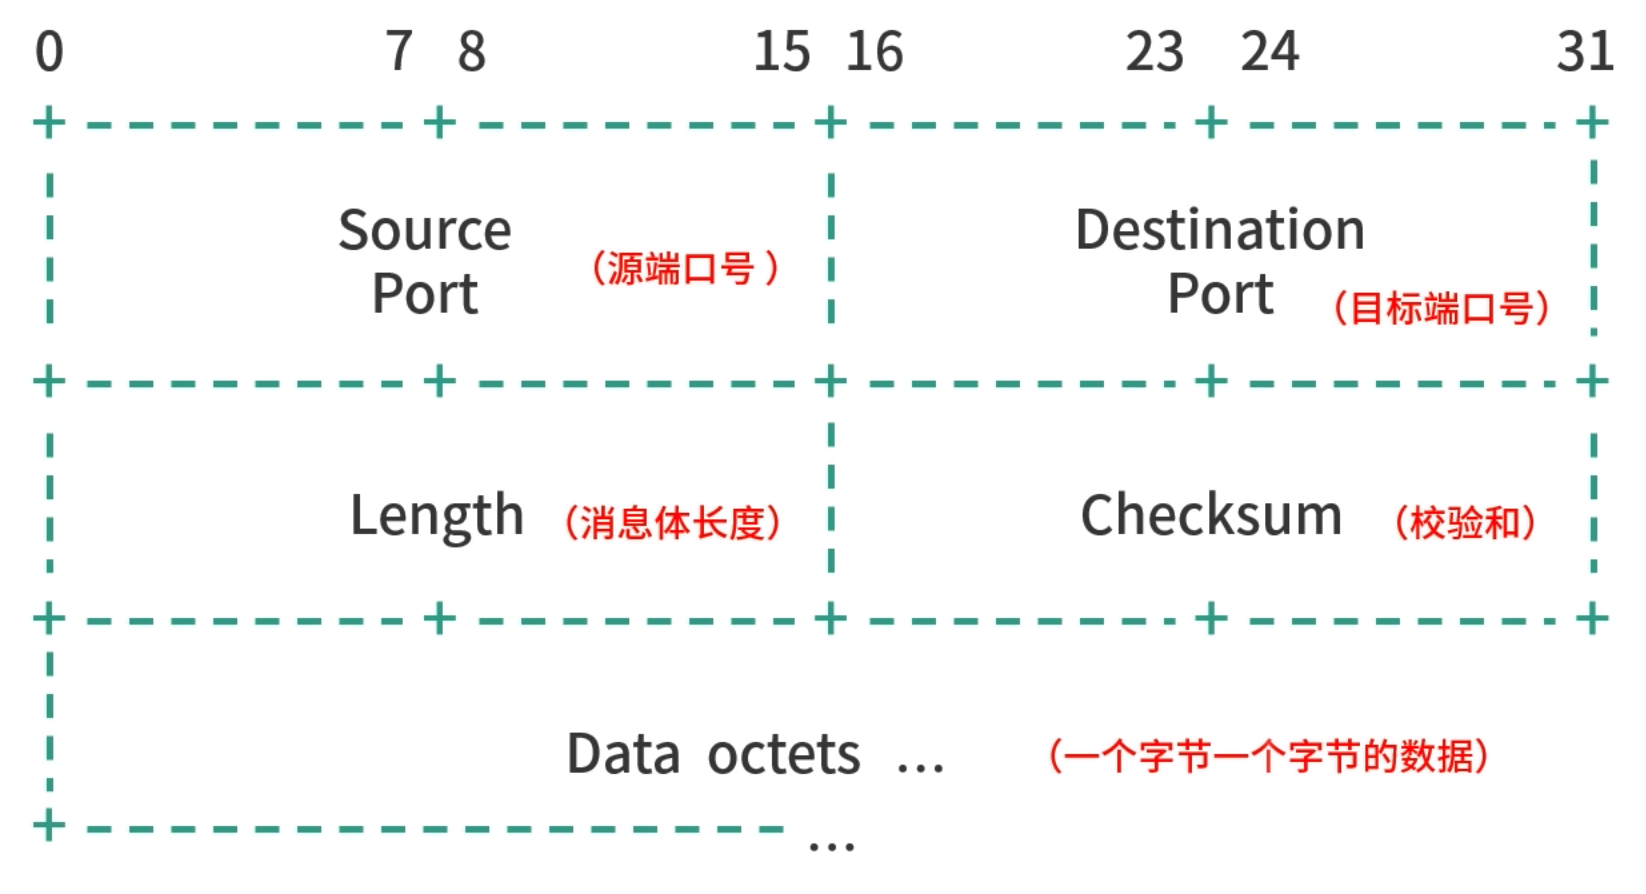 0 7 8 15 16 23 24 31
Source
Port
（源端口号 ）
Destination
Port
（目标端口号）
Length （消息体长度）
Checksum （校验和）
Data octets ... （一个字节一个字节的数据）
...